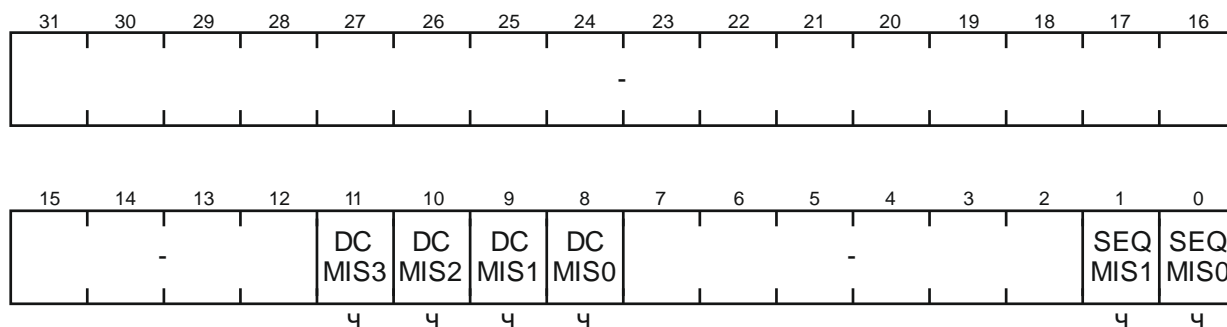 31 30 29 28 27 26 25 24 23 22 21 20 19 18 17 16
-
15 14 13 12 11 10 9 8 7 6 5 4 3 2 1 0
- DC MIS3 DC MIS2 DC MIS1 DC MIS0 - SEQ MIS1 SEQ MIS0
ч ч ч ч ч ч